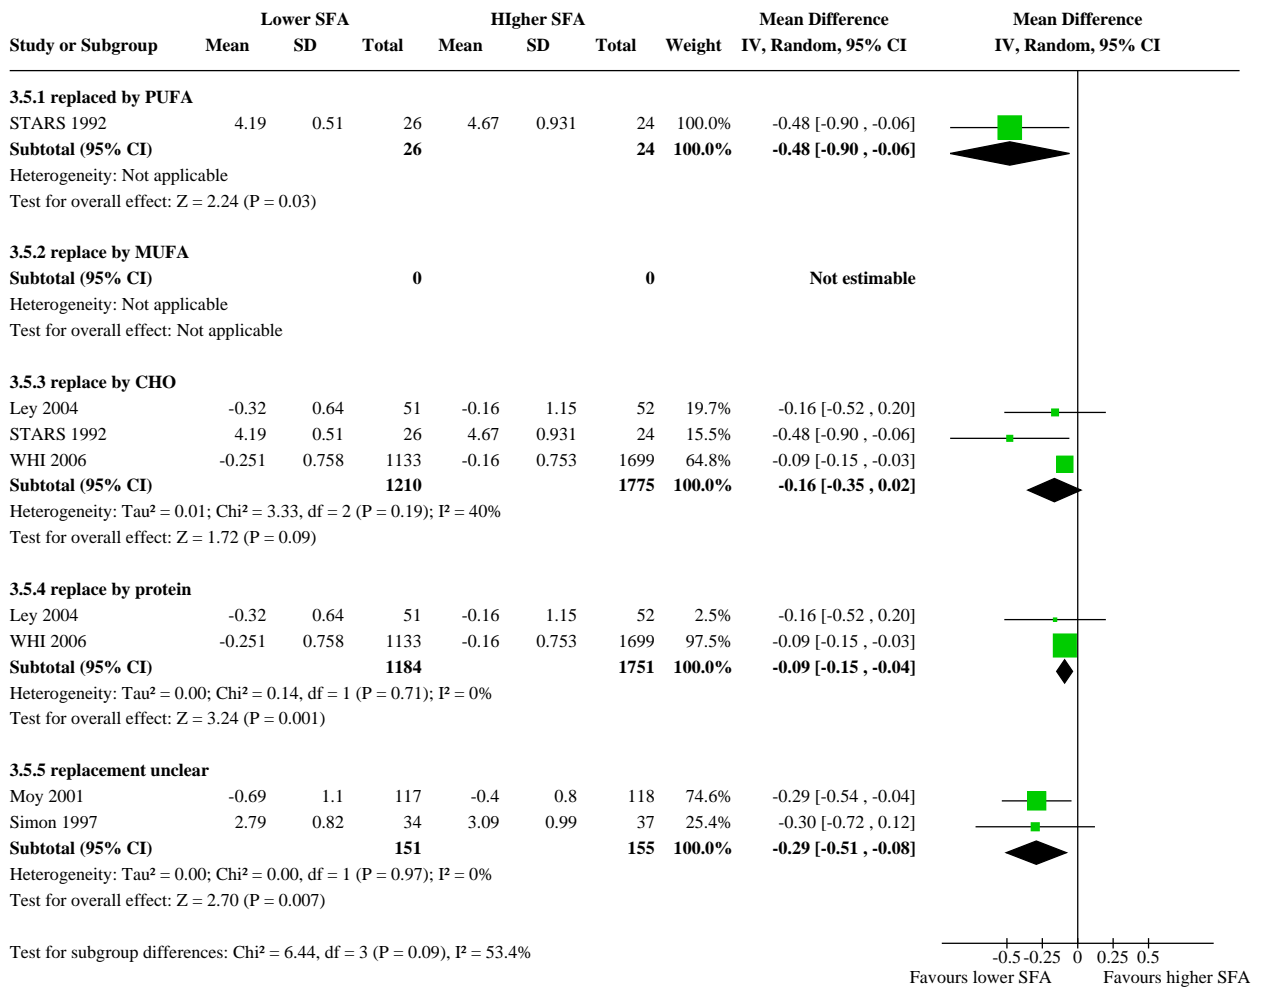 Lower SFA HIgher SFA Mean Difference Mean Difference
Study or Subgroup Mean SD Total Mean SD Total Weight IV, Random, 95% CI IV, Random, 95% CI
3.5.1 replaced by PUFA
STARS 1992 4.19 0.51 26 4.67 0.931 24 100.0% -0.48 [-0.90 , -0.06]
Subtotal (95% CI) 26 24 100.0% -0.48 [-0.90 , -0.06]
Heterogeneity: Not applicable
Test for overall effect: Z = 2.24 (P = 0.03)
3.5.2 replace by MUFA
Subtotal (95% CI) 0 0 Not estimable
Heterogeneity: Not applicable
Test for overall effect: Not applicable
3.5.3 replace by CHO
Ley 2004 -0.32 0.64 51 -0.16 1.15 52 19.7% -0.16 [-0.52 , 0.20]
STARS 1992 4.19 0.51 26 4.67 0.931 24 15.5% -0.48 [-0.90 , -0.06]
WHI 2006 -0.251 0.758 1133 -0.16 0.753 1699 64.8% -0.09 [-0.15 , -0.03]
Subtotal (95% CI) 1210 1775 100.0% -0.16 [-0.35 , 0.02]
Heterogeneity: Tau² = 0.01; Chi² = 3.33, df = 2 (P = 0.19); I² = 40%
Test for overall effect: Z = 1.72 (P = 0.09)
3.5.4 replace by protein
Ley 2004 -0.32 0.64 51 -0.16 1.15 52 2.5% -0.16 [-0.52 , 0.20]
WHI 2006 -0.251 0.758 1133 -0.16 0.753 1699 97.5% -0.09 [-0.15 , -0.03]
Subtotal (95% CI) 1184 1751 100.0% -0.09 [-0.15 , -0.04]
Heterogeneity: Tau² = 0.00; Chi² = 0.14, df = 1 (P = 0.71); I² = 0%
Test for overall effect: Z = 3.24 (P = 0.001)
3.5.5 replacement unclear
Moy 2001 -0.69 1.1 117 -0.4 0.8 118 74.6% -0.29 [-0.54 , -0.04]
Simon 1997 2.79 0.82 34 3.09 0.99 37 25.4% -0.30 [-0.72 , 0.12]
Subtotal (95% CI) 151 155 100.0% -0.29 [-0.51 , -0.08]
Heterogeneity: Tau² = 0.00; Chi² = 0.00, df = 1 (P = 0.97); I² = 0%
Test for overall effect: Z = 2.70 (P = 0.007)
Test for subgroup differences: Chi² = 6.44, df = 3 (P = 0.09), I² = 53.4%
-0.5 -0.25 0 0.25 0.5
Favours lower SFA Favours higher SFA